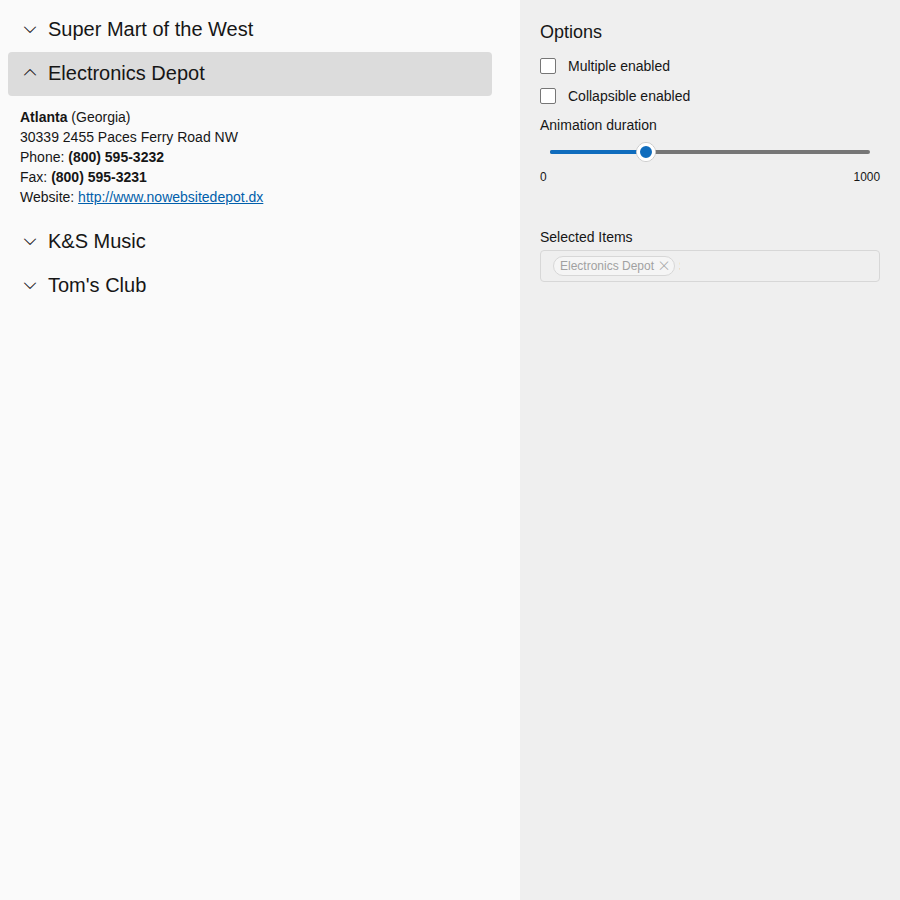 Super Mart of the West
Electronics Depot
Atlanta (Georgia)
30339 2455 Paces Ferry Road NW
Phone: (800) 595-3232
Fax: (800) 595-3231
Website: http://www.nowebsitedepot.dx
K&S Music
Tom's Club
Options
Multiple enabled
Collapsible enabled
Animation duration
0 1000
Selected Items
Electronics Depot